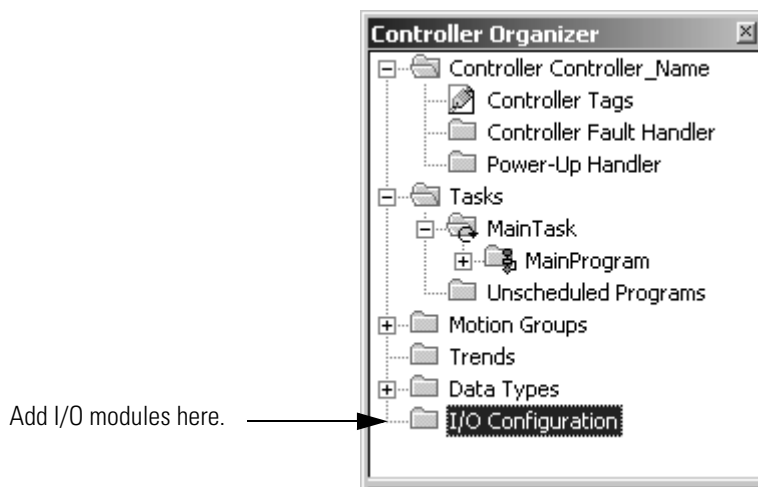 Controller Organizer
Controller Controller_Name
Controller Tags
Controller Fault Handler
Power-Up Handler
Tasks
MainTask
MainProgram
Unscheduled Programs
Motion Groups
Trends
Data Types
Add I/O modules here.
I/O Configuration